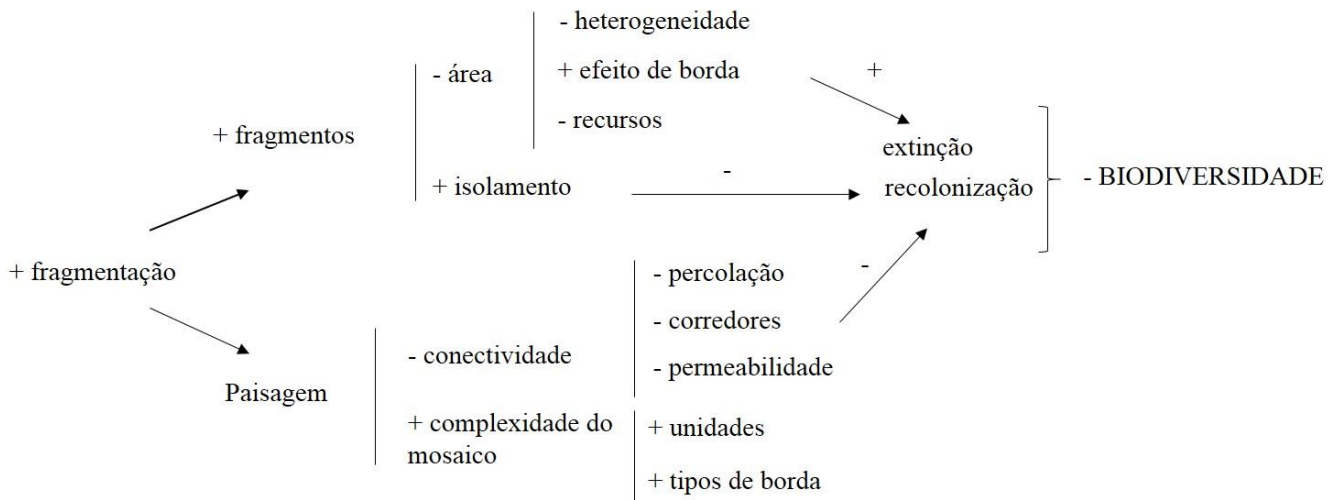 - heterogeneidade
- área
+ efeito de borda
+
- recursos
+ fragmentos
extinção
+ isolamento
-
recolonização
- BIODIVERSIDADE
+ fragmentação
- percolação
-
- corredores
- conectividade
- permeabilidade
Paisagem
+ complexidade do
mosaico
+ unidades
+ tipos de borda